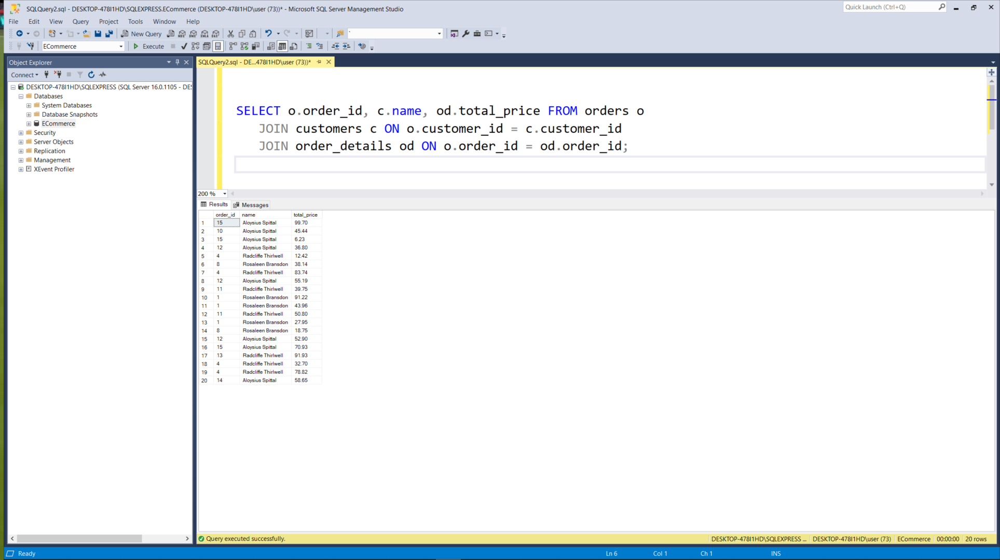 SQLQuery2.sql - DESKTOP-478I1HD\SQLEXPRESS.ECommerce (DESKTOP-478I1HD\user (73))* - Microsoft SQL Server Management Studio
Quick Launch (Ctrl+Q)
File Edit View Query Project Tools Window Help
New Query
ECommerce
Execute
Object Explorer
Connect
DESKTOP-478I1HD\SQLEXPRESS (SQL Server 16.0.1105 - DES
Databases
System Databases
Database Snapshots
ECommerce
Security
Server Objects
Replication
Management
XEvent Profiler
SQLQuery2.sql - DE...478I1HD\user (73))*
SELECT o.order_id, c.name, od.total_price FROM orders o
JOIN customers c ON o.customer_id = c.customer_id
JOIN order_details od ON o.order_id = od.order_id;
200 %
Results Messages
order_id name total_price
1 15 Aloysius Spittal 99.70
2 10 Aloysius Spittal 45.44
3 15 Aloysius Spittal 6.23
4 12 Aloysius Spittal 36.80
5 4 Radcliffe Thirlwell 12.42
6 8 Rosaleen Bransdon 38.14
7 4 Radcliffe Thirlwell 83.74
8 12 Aloysius Spittal 55.19
9 11 Radcliffe Thirlwell 39.75
10 1 Rosaleen Bransdon 91.22
11 1 Rosaleen Bransdon 43.96
12 11 Radcliffe Thirlwell 50.80
13 1 Rosaleen Bransdon 27.95
14 8 Rosaleen Bransdon 18.75
15 12 Aloysius Spittal 52.90
16 15 Aloysius Spittal 70.93
17 13 Radcliffe Thirlwell 91.93
18 4 Radcliffe Thirlwell 32.70
19 4 Radcliffe Thirlwell 78.82
20 14 Aloysius Spittal 58.65
Query executed successfully.
DESKTOP-478I1HD\SQLEXPRESS ... DESKTOP-478I1HD\user (73) ECommerce 00:00:00 20 rows
Ready
Ln 6 Col 1 Ch 1 INS